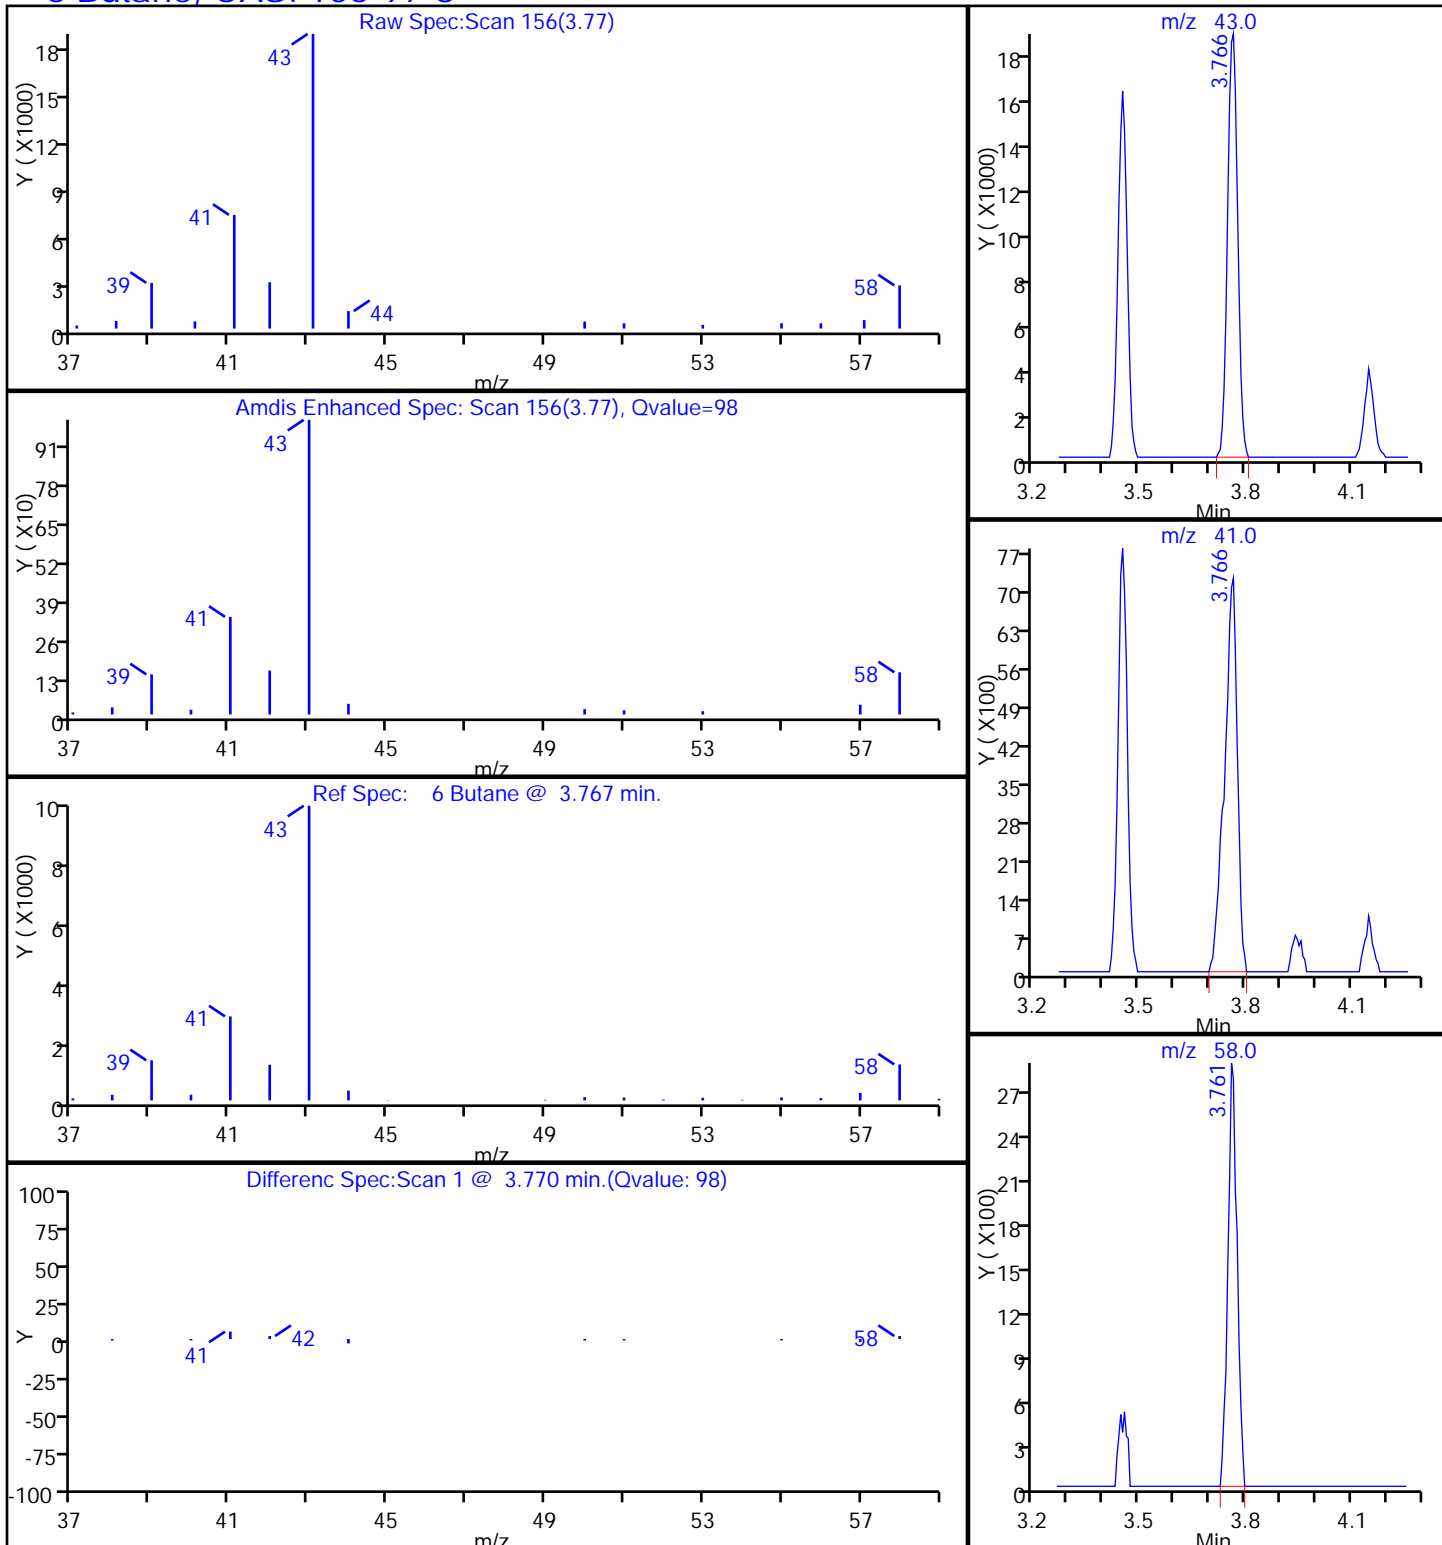 Raw Spec:Scan 156(3.77)
Y ( X1000)
18
15
12
9
6
3
0
43
41
39
44
58
37 41 45 49 53 57
m/z
Amdis Enhanced Spec: Scan 156(3.77), Qvalue=98
Y ( X10)
91
78
65
52
39
26
13
0
43
41
39
58
37 41 45 49 53 57
m/z
Ref Spec: 6 Butane @ 3.767 min.
Y ( X1000)
10
8
6
4
2
0
43
41
39
58
37 41 45 49 53 57
m/z
Differenc Spec:Scan 1 @ 3.770 min.(Qvalue: 98)
Y
100
75
50
25
0
-25
-50
-75
-100
41
42
58
37 41 45 49 53 57
m/z
m/z 43.0
3.766
Y ( X1000)
18
16
14
12
10
8
6
4
2
0
3.2 3.5 3.8 4.1
Min
m/z 41.0
3.766
Y ( X100)
77
70
63
56
49
42
35
28
21
14
7
0
3.2 3.5 3.8 4.1
Min
m/z 58.0
3.761
Y ( X100)
27
24
21
18
15
12
9
6
3
0
3.2 3.5 3.8 4.1
Min